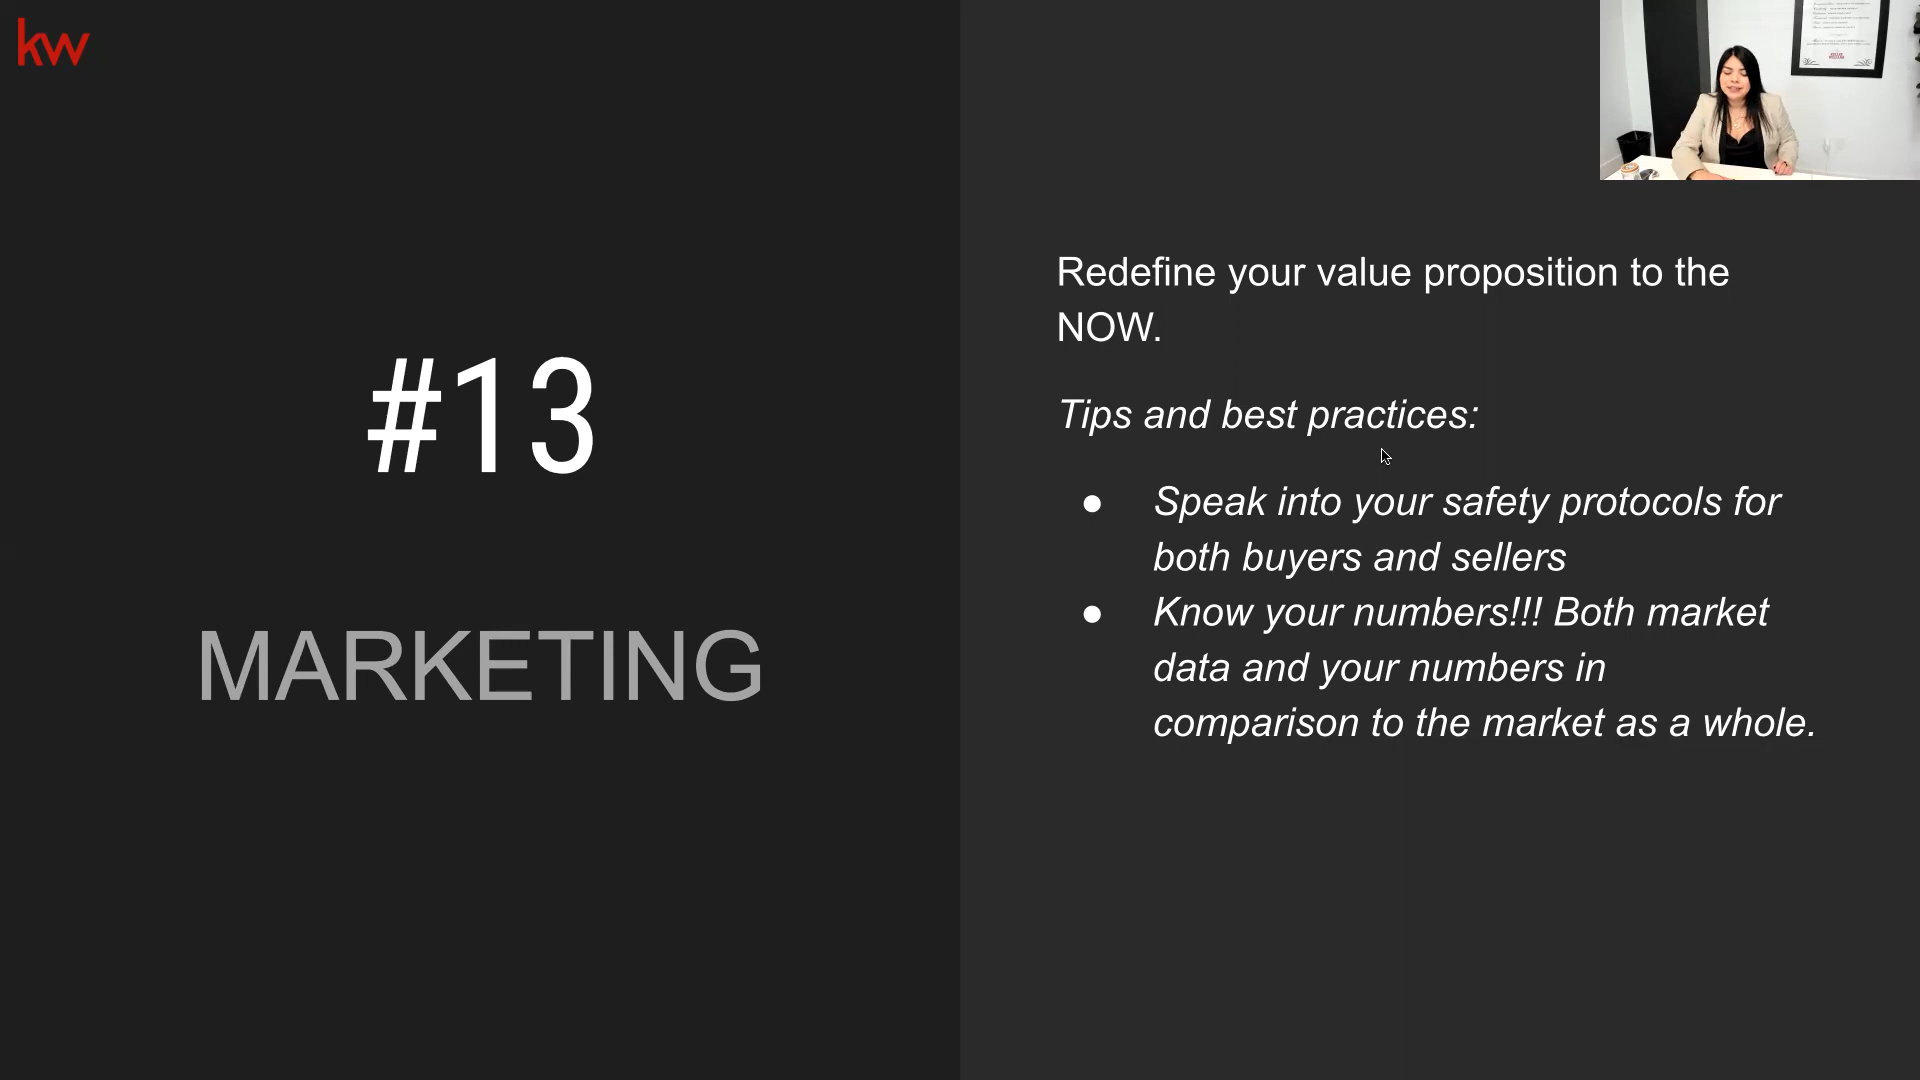 kw
#13
MARKETING
Redefine your value proposition to the
NOW.
Tips and best practices:
● Speak into your safety protocols for
both buyers and sellers
● Know your numbers!!! Both market
data and your numbers in
comparison to the market as a whole.